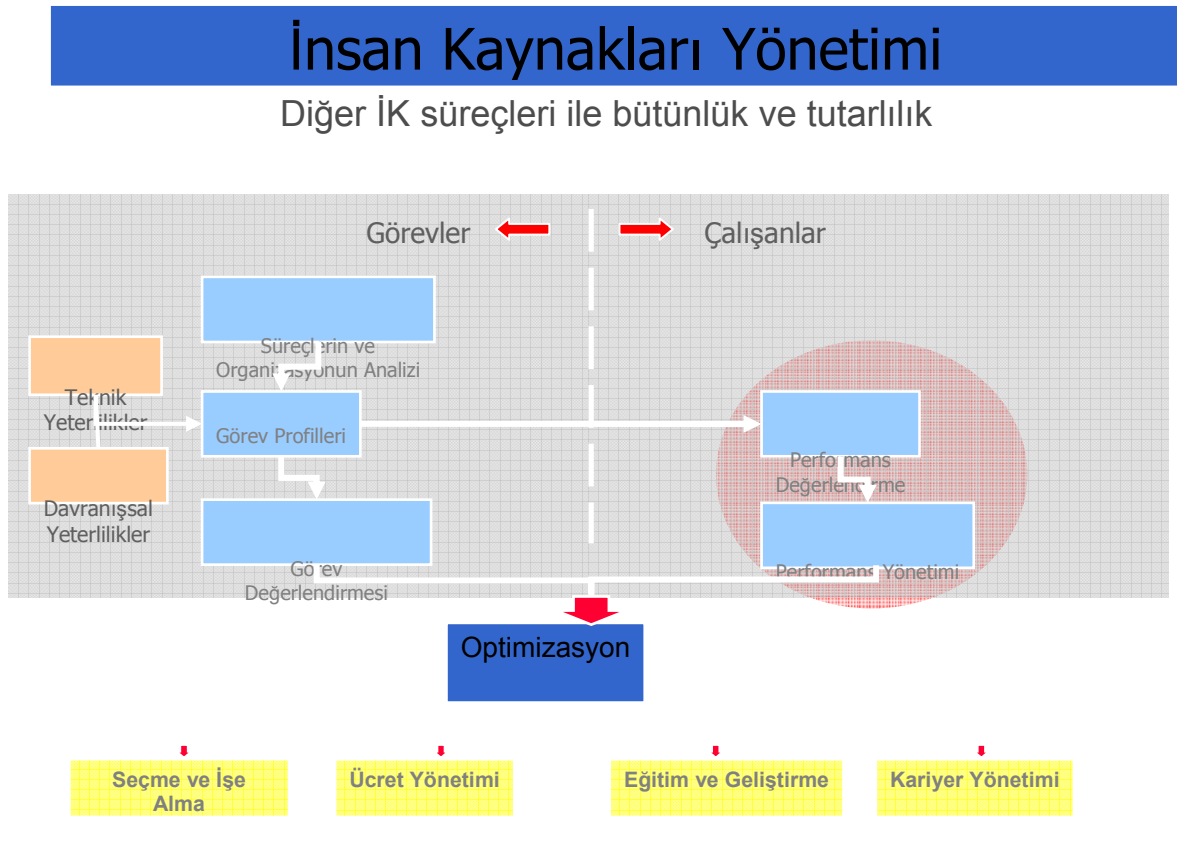 İnsan Kaynakları Yönetimi
Diğer İK süreçleri ile bütünlük ve tutarlılık
Görevler
Çalışanlar
Süreçlerin ve
Organizasyonun Analizi
Teknik
Yeterlilikler
Görev Profilleri
Performans
Değerlendirme
Davranışsal
Yeterlilikler
Görev
Değerlendirmesi
Performans Yönetimi
Optimizasyon
Seçme ve İşe
Alma
Ücret Yönetimi
Eğitim ve Geliştirme
Kariyer Yönetimi